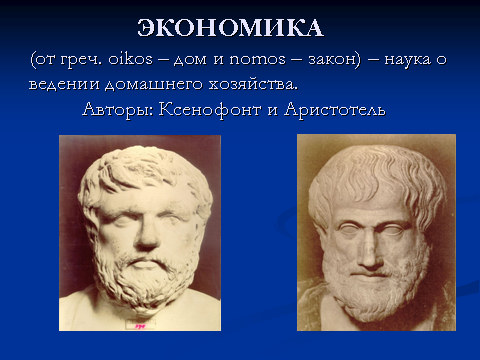 ЭКОНОМИКА
(от греч. oikos – дом и nomos – закон) – наука о
ведении домашнего хозяйства.
Авторы: Ксенофонт и Аристотель